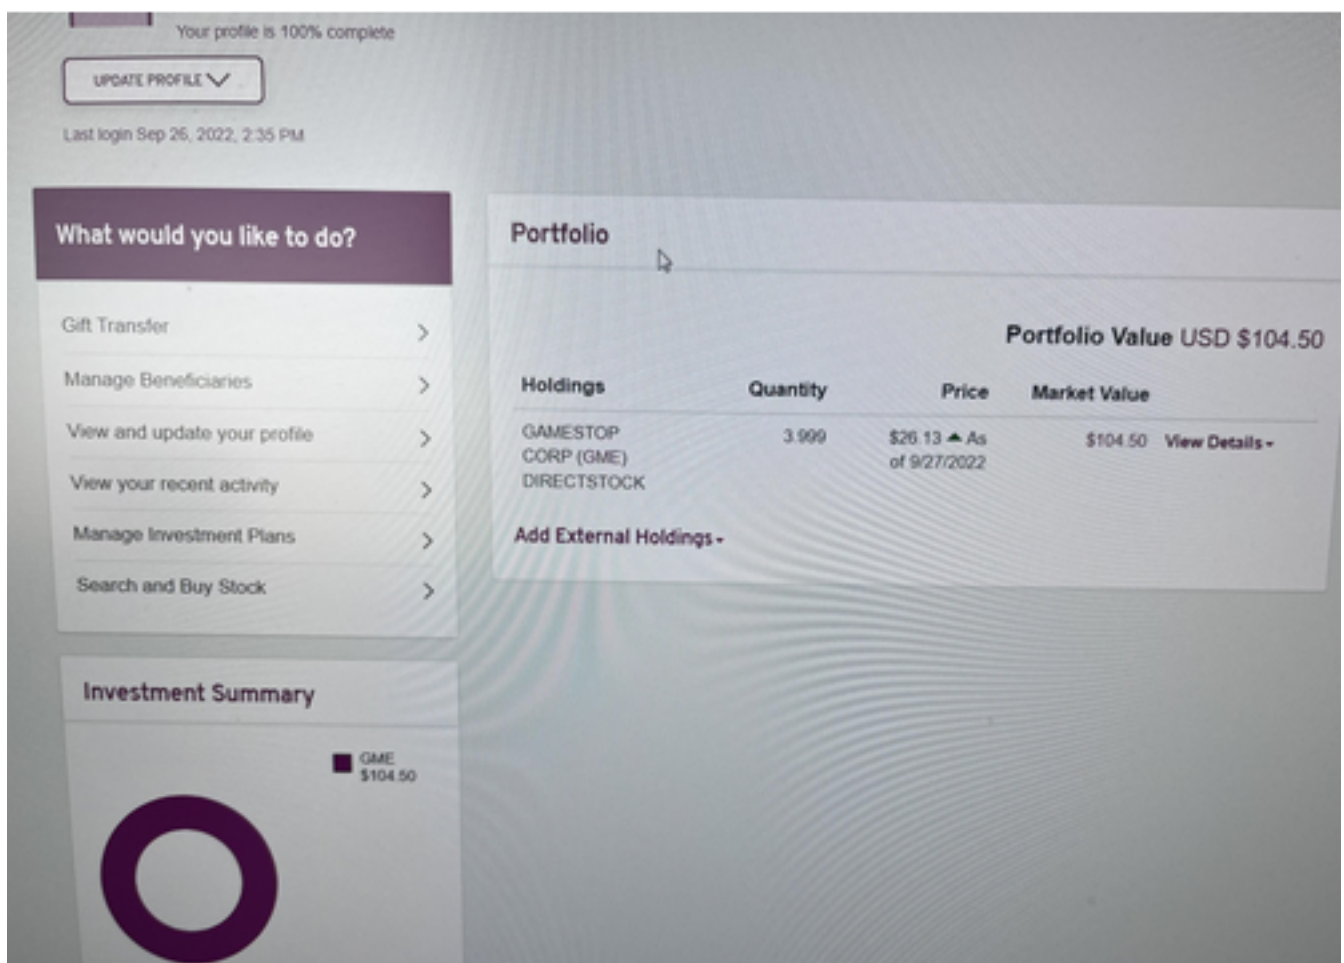 Your profile is 100% complete
UPDATE PROFILE
Last login Sep 26, 2022, 2:35 PM
What would you like to do?
Gift Transfer
Manage Beneficiaries
View and update your profile
View your recent activity
Manage Investment Plans
Search and Buy Stock
Portfolio
Portfolio Value USD $104.50
Holdings Quantity Price Market Value
GAMESTOP 3.999 $26.13 As $104.50 View Details
CORP (GME) of 9/27/2022
DIRECTSTOCK
Add External Holdings
Investment Summary
GME
$104.50